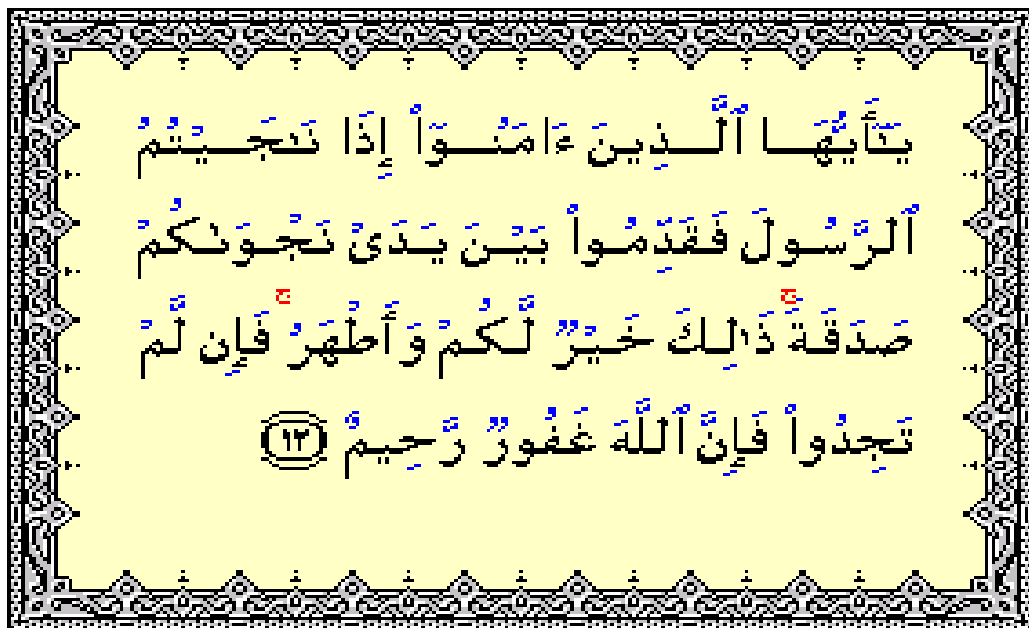 يَـٰٓأَيُّهَا ٱلَّذِينَ ءَامَنُوٓا۟ إِذَا نَـٰجَيْتُمُ
ٱلرَّسُولَ فَقَدِّمُوا۟ بَيْنَ يَدَىْ نَجْوَىٰكُمْ
صَدَقَةً ۚ ذَٰلِكَ خَيْرٌ لَّكُمْ وَأَطْهَرُ ۚ فَإِن لَّمْ
تَجِدُوا۟ فَإِنَّ ٱللَّهَ غَفُورٌ رَّحِيمٌ ١٢